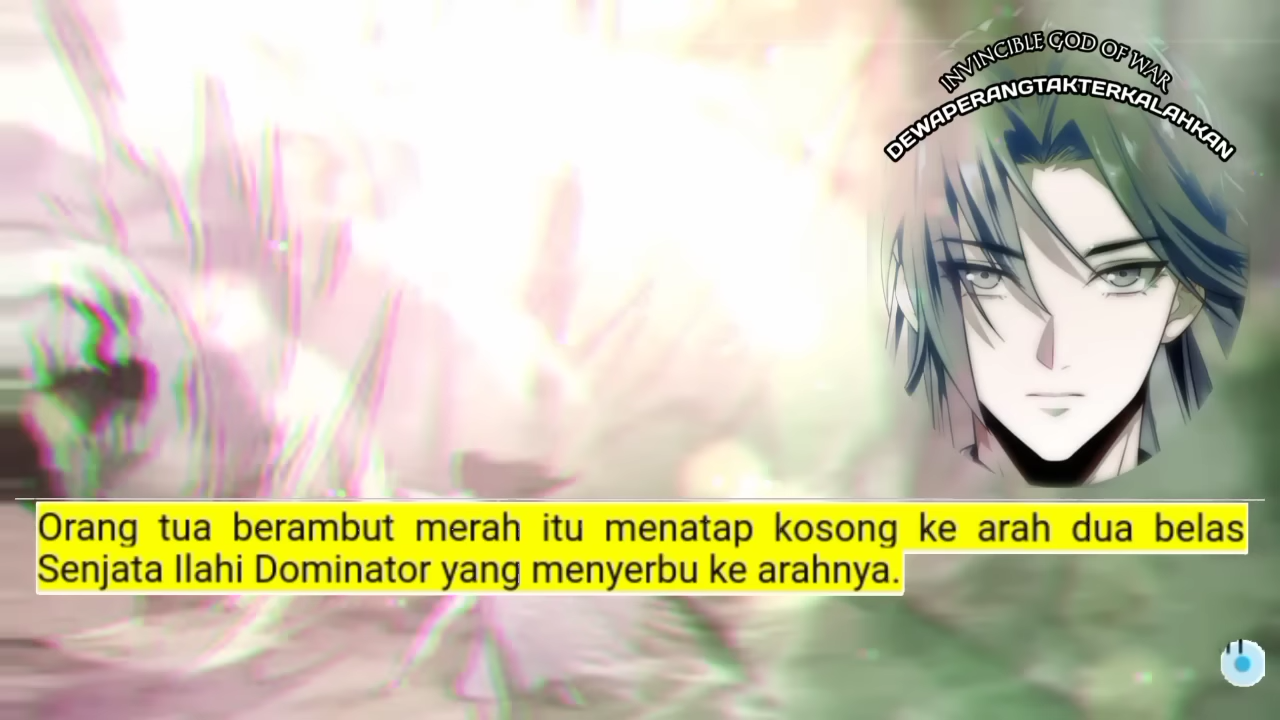 INVINCIBLE GOD OF WAR
DEWAPERANGTAKTERKALAHKAN
Orang tua berambut merah itu menatap kosong ke arah dua belas
Senjata Ilahi Dominator yang menyerbu ke arahnya.